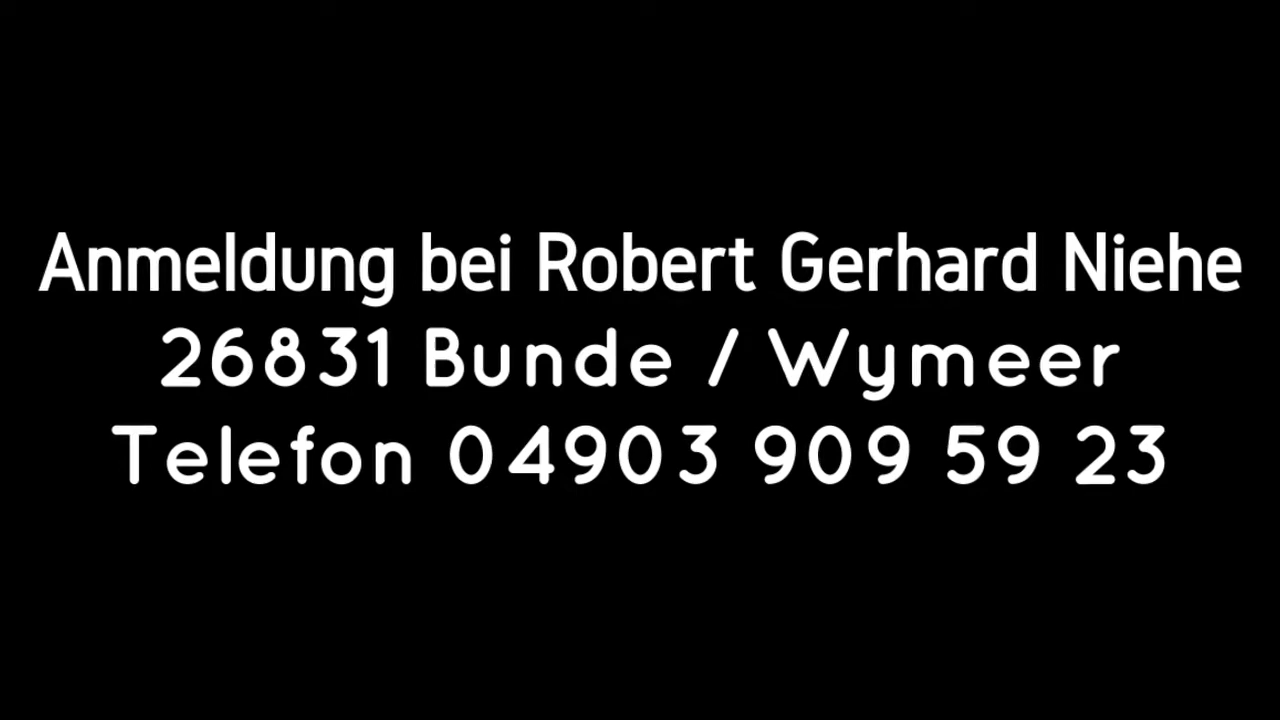 Anmeldung bei Robert Gerhard Niehe
26831 Bunde / Wymeer
Telefon 04903 909 59 23